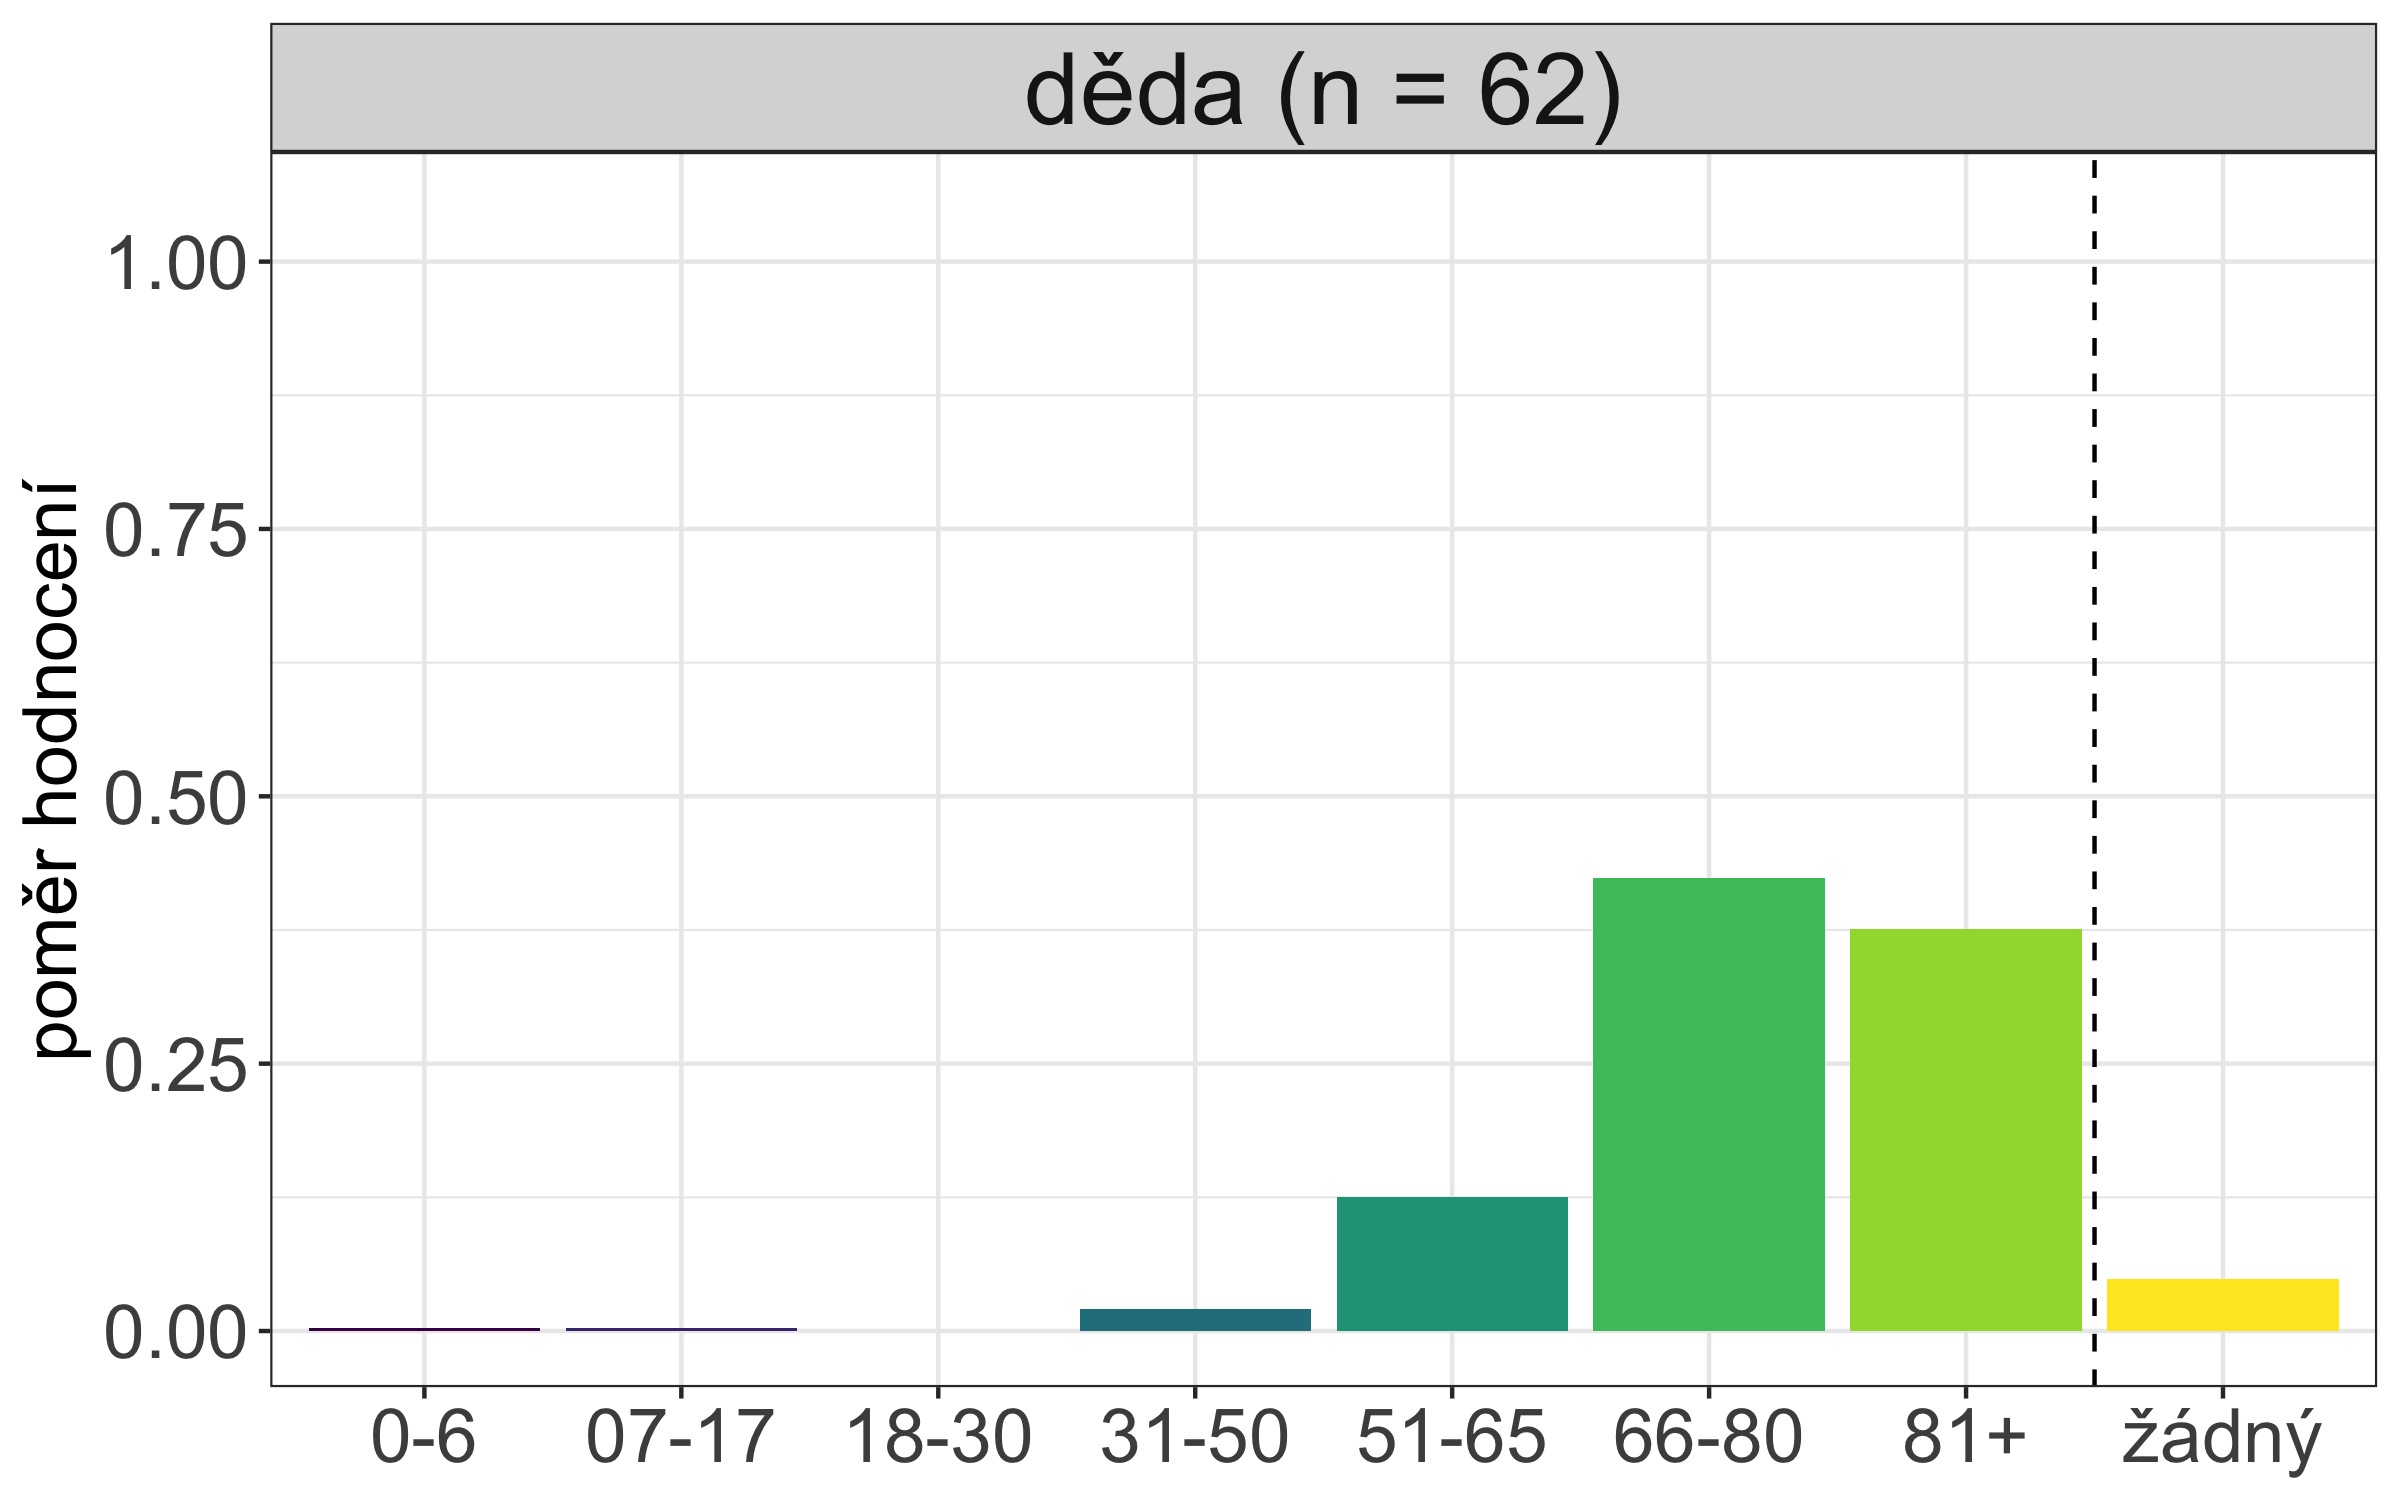 děda (n = 62)
poměr hodnocení
1.00
0.75
0.50
0.25
0.00
0-6 07-17 18-30 31-50 51-65 66-80 81+ žádný